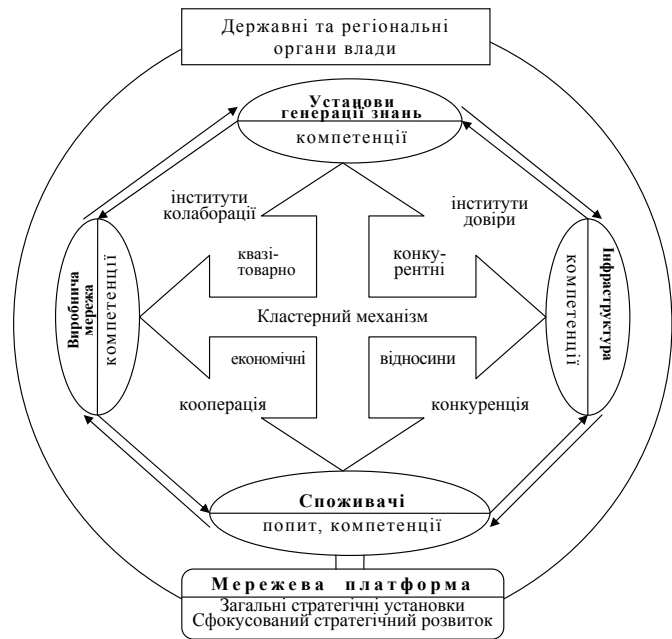 Державні та регіональні
органи влади
Установи
генерації знань
компетенції
інститути
колаборації
інститути
довіри
квазі-
товарно
конку-
рентні
Виробнича
мережа
компетенції
Кластерний механізм
компетенції
Інфраструктура
економічні
відносини
кооперація
конкуренція
Споживачі
попит, компетенції
Мережева платформа
Загальні стратегічні установки
Сфокусований стратегічний розвиток